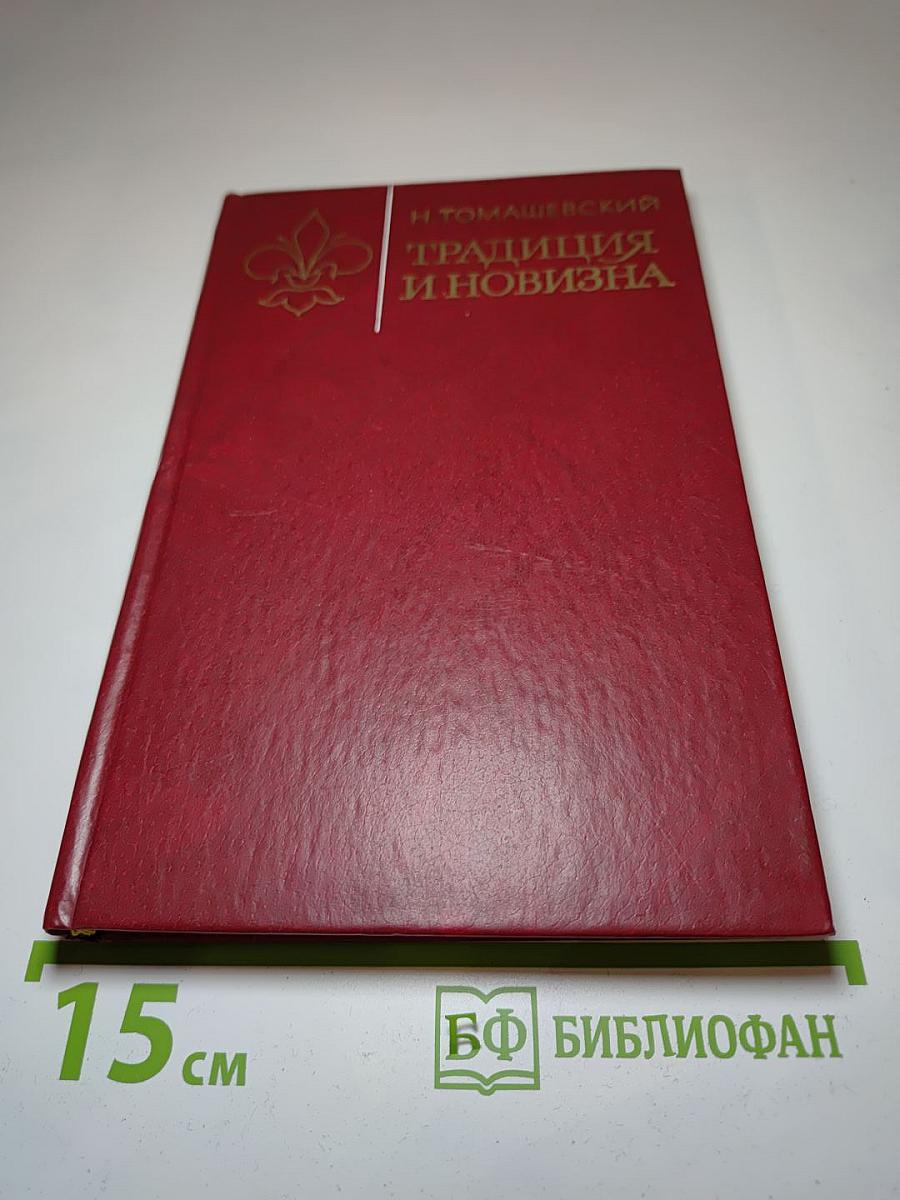 Н ТОМАШЕВСКИЙ
ТРАДИЦИЯ
И НОВИЗНА
15 см
БФ БИБЛИОФАН